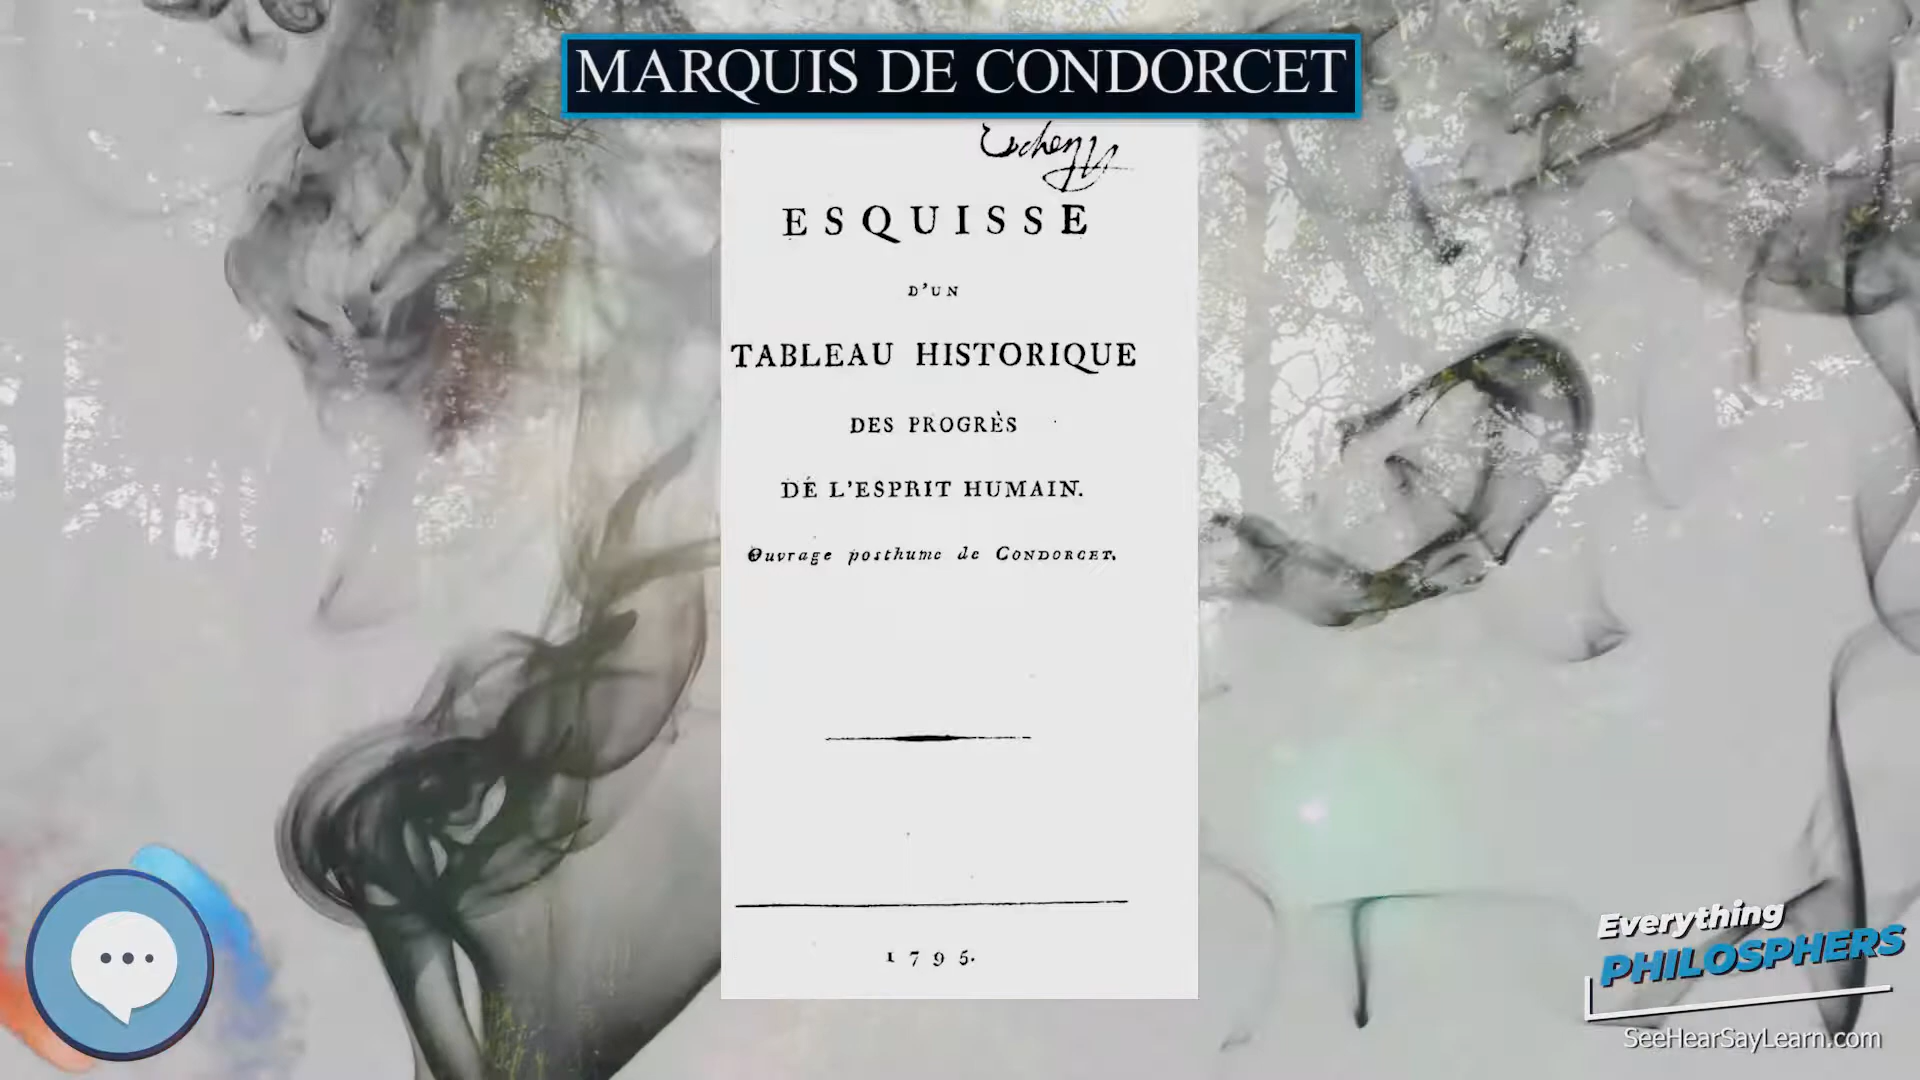 MARQUIS DE CONDORCET
ESQUISSE
D'UN
TABLEAU HISTORIQUE
DES PROGRÈS
DE L'ESPRIT HUMAIN.
Ouvrage posthume de CONDORCET.
1795.
Everything
PHILOSPHERS
SeeHearSayLearn.com